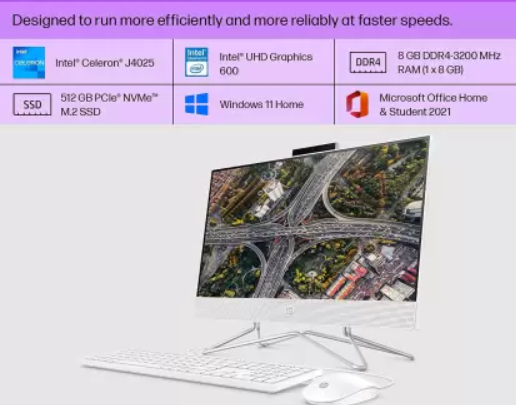 Designed to run more efficiently and more reliably at faster speeds.
intel
CELERON
Intel® Celeron® J4025
intel
Intel® UHD Graphics
600
DDR4
8 GB DDR4-3200 MHz
RAM (1 x 8 GB)
SSD
512 GB PCIe® NVMe™
M.2 SSD
Windows 11 Home
Microsoft Office Home
& Student 2021